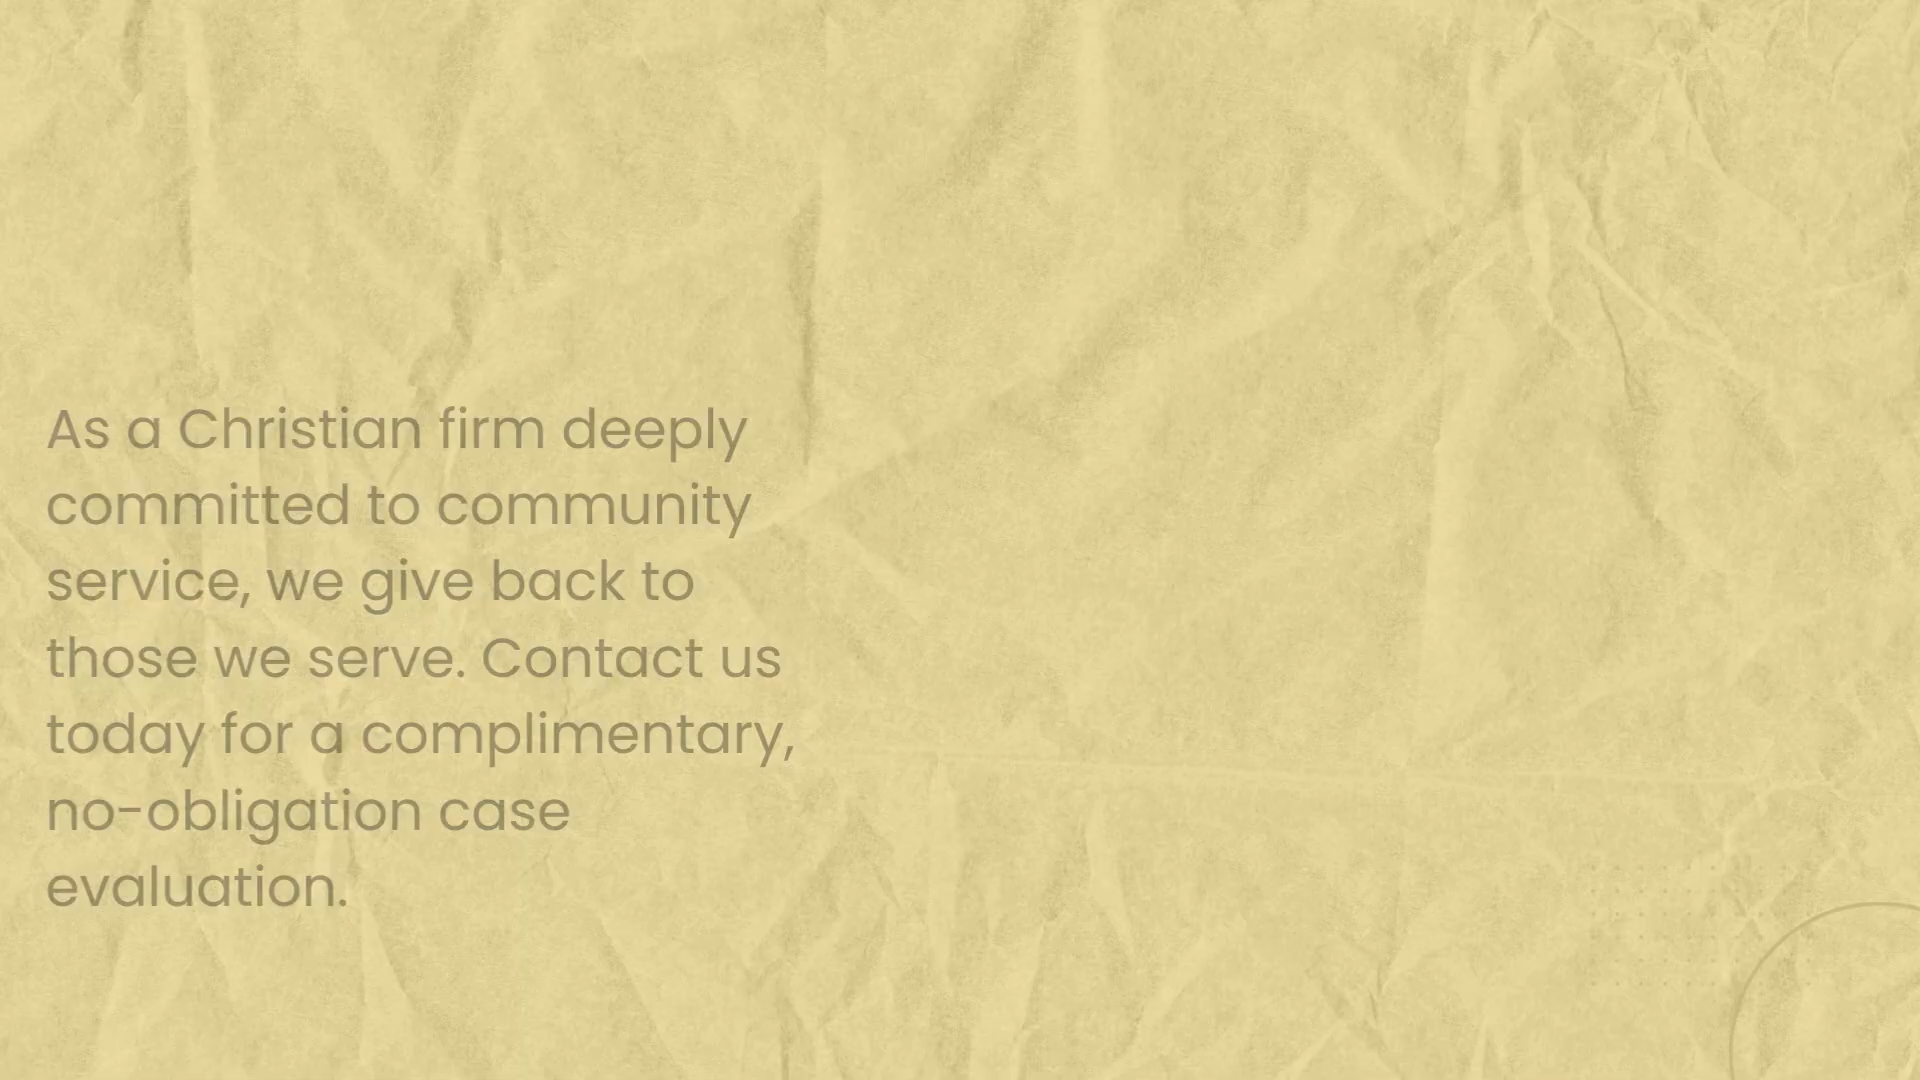 As a Christian firm deeply
committed to community
service, we give back to
those we serve. Contact us
today for a complimentary,
no-obligation case
evaluation.